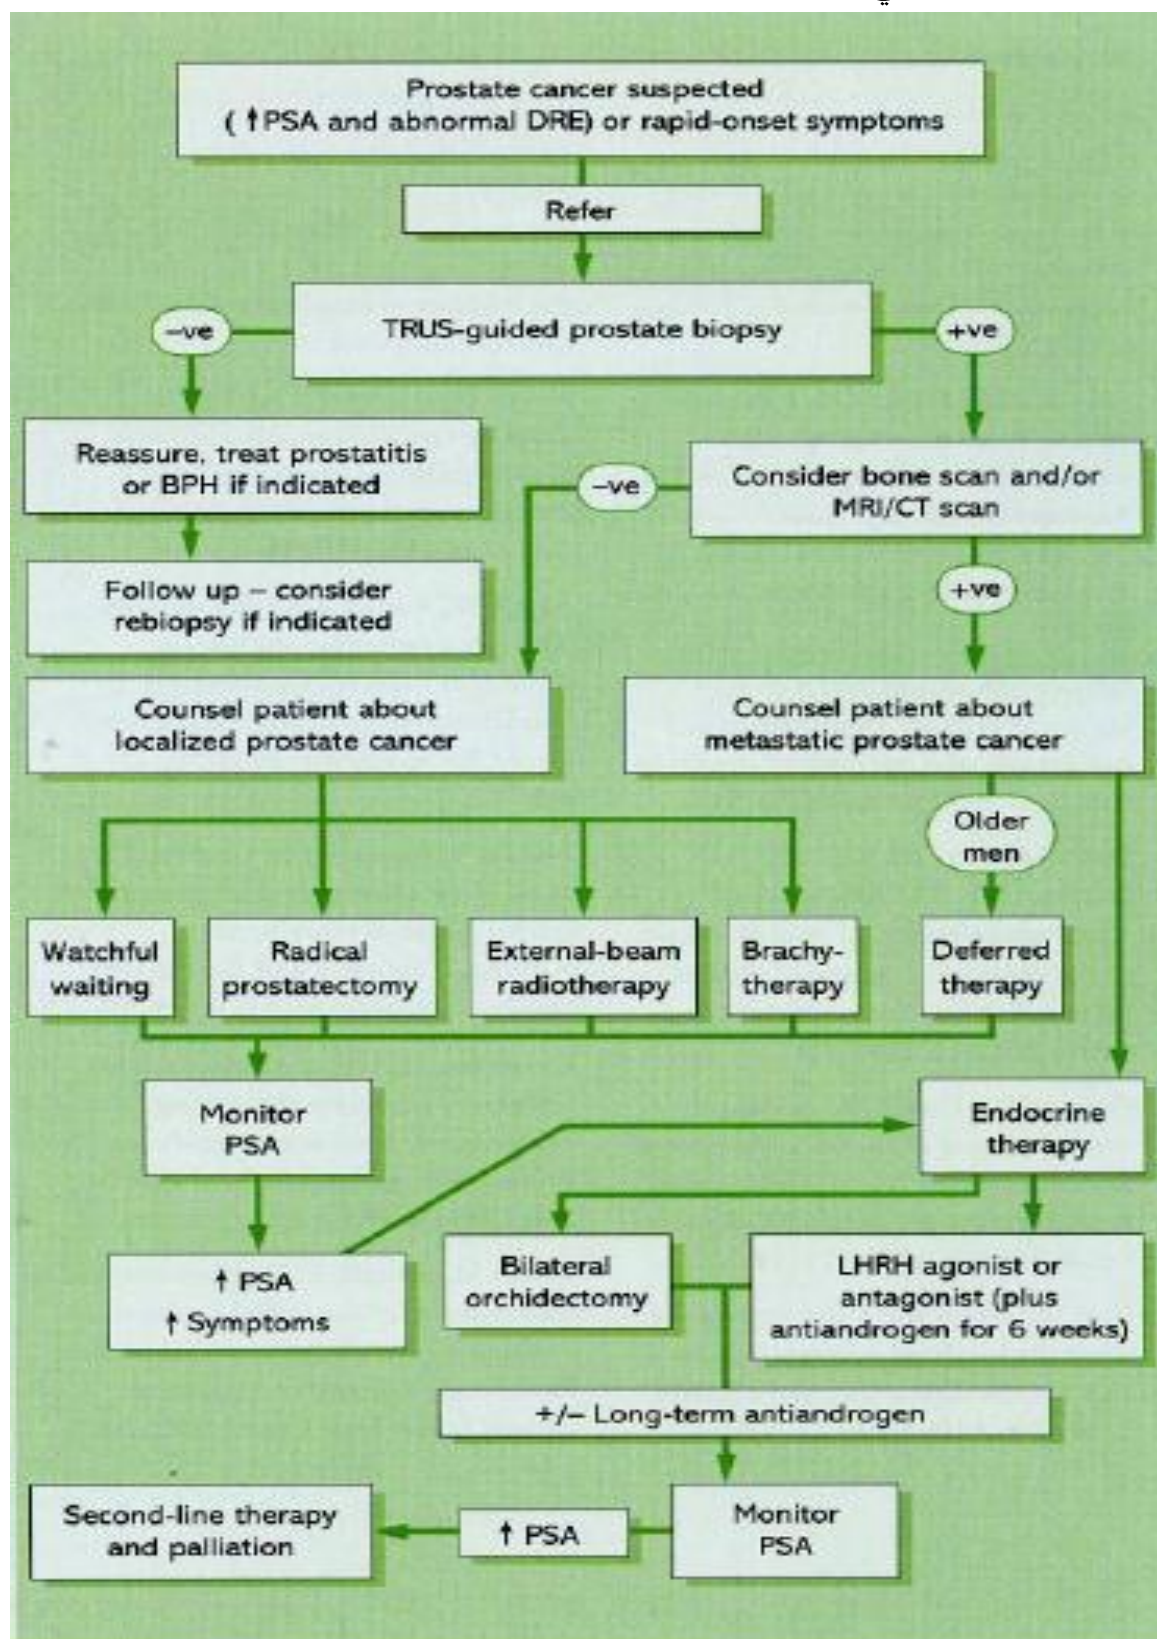 Prostate cancer suspected
( ↑PSA and abnormal DRE) or rapid-onset symptoms
Refer
–ve
TRUS-guided prostate biopsy
+ve
Reassure, treat prostatitis
or BPH if indicated
–ve
Consider bone scan and/or
MRI/CT scan
Follow up – consider
rebiopsy if indicated
+ve
Counsel patient about
localized prostate cancer
Counsel patient about
metastatic prostate cancer
Older
men
Watchful
waiting
Radical
prostatectomy
External-beam
radiotherapy
Brachy-
therapy
Deferred
therapy
Monitor
PSA
Endocrine
therapy
↑ PSA
↑ Symptoms
Bilateral
orchidectomy
LHRH agonist or
antagonist (plus
antiandrogen for 6 weeks)
+/– Long-term antiandrogen
Second-line therapy
and palliation
↑ PSA
Monitor
PSA